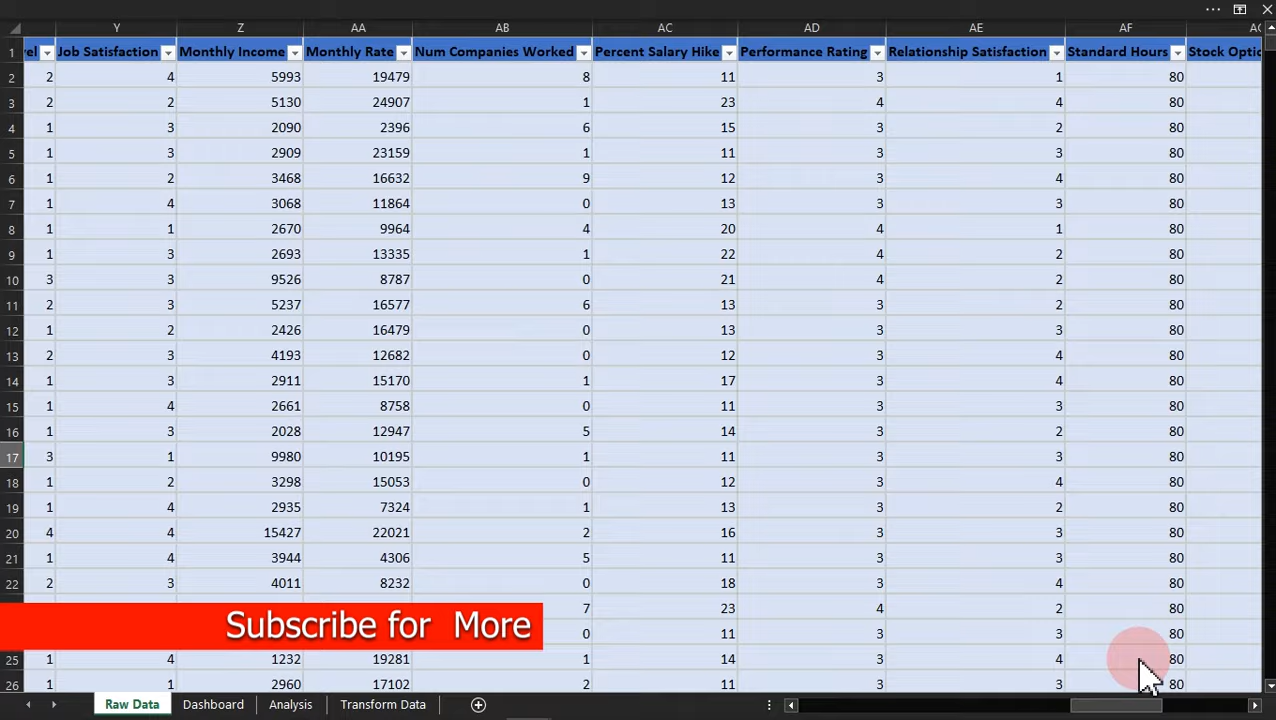 Y Z AA AB AC AD AE AF AG
1 vel Job Satisfaction Monthly Income Monthly Rate Num Companies Worked Percent Salary Hike Performance Rating Relationship Satisfaction Standard Hours Stock Optio
2 2 4 5993 19479 8 11 3 1 80
3 2 2 5130 24907 1 23 4 4 80
4 1 3 2090 2396 6 15 3 2 80
5 1 3 2909 23159 1 11 3 3 80
6 1 2 3468 16632 9 12 3 4 80
7 1 4 3068 11864 0 13 3 3 80
8 1 1 2670 9964 4 20 4 1 80
9 1 3 2693 13335 1 22 4 2 80
10 3 3 9526 8787 0 21 4 2 80
11 2 3 5237 16577 6 13 3 2 80
12 1 2 2426 16479 0 13 3 3 80
13 2 3 4193 12682 0 12 3 4 80
14 1 3 2911 15170 1 17 3 4 80
15 1 4 2661 8758 0 11 3 3 80
16 1 3 2028 12947 5 14 3 2 80
17 3 1 9980 10195 1 11 3 3 80
18 1 2 3298 15053 0 12 3 4 80
19 1 4 2935 7324 1 13 3 2 80
20 4 4 15427 22021 2 16 3 3 80
21 1 4 3944 4306 5 11 3 3 80
22 2 3 4011 8232 0 18 3 4 80
7 23 4 2 80
Subscribe for More
0 11 3 3 80
25 1 4 1232 19281 1 14 3 4 80
26 1 1 2960 17102 2 11 3 3 80
Raw Data Dashboard Analysis Transform Data